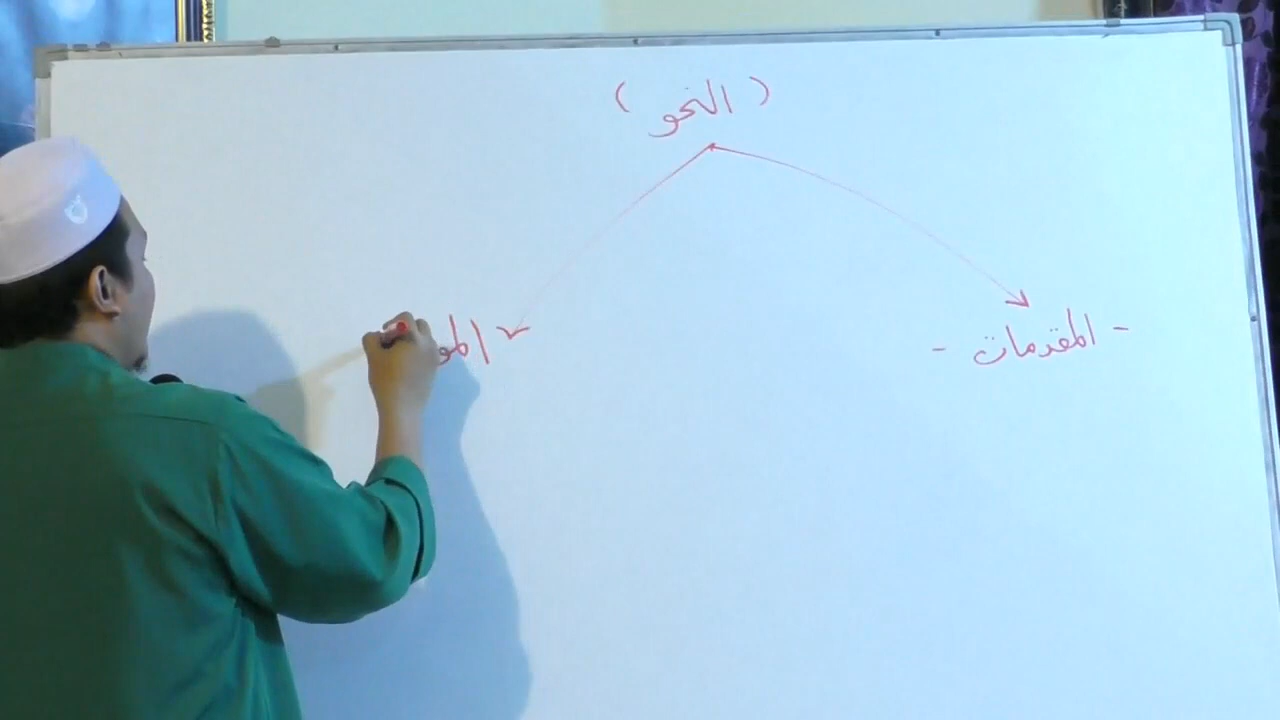 ( النحو )
- المقدمات -